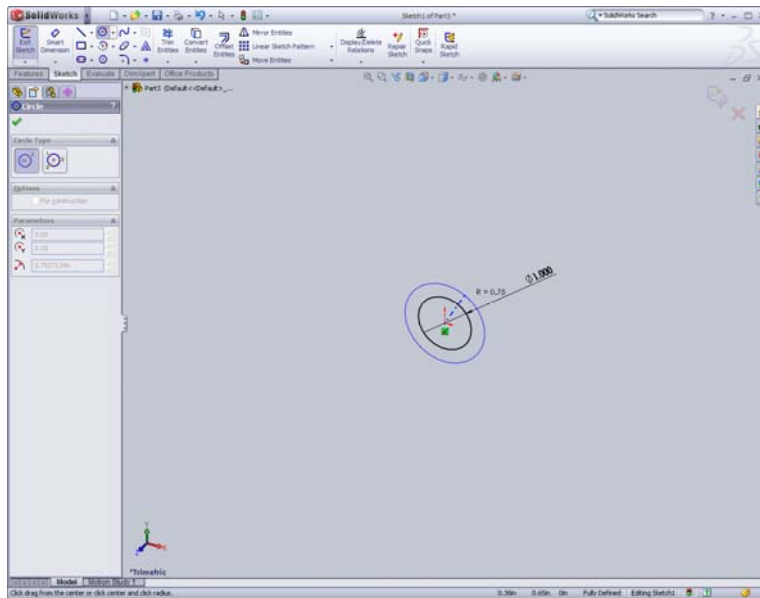 SolidWorks
Sketch1 of Part3 *
SolidWorks Search
Exit Sketch
Smart Dimension
Trim Entities
Convert Entities
Offset Entities
Mirror Entities
Linear Sketch Pattern
Move Entities
Display/Delete Relations
Repair Sketch
Quick Snaps
Rapid Sketch
Features Sketch Evaluate DimXpert Office Products
Part3 (Default<<Default>_...
Circle ?
Circle Type
Options
For construction
Parameters
0.00
0.00
R = 0.75
Ø1.000
Y
X
Z
*Trimetric
Model Motion Study 1
Click drag from the center or click center and click radius.
0.38in 0.65in 0in Fully Defined Editing Sketch1